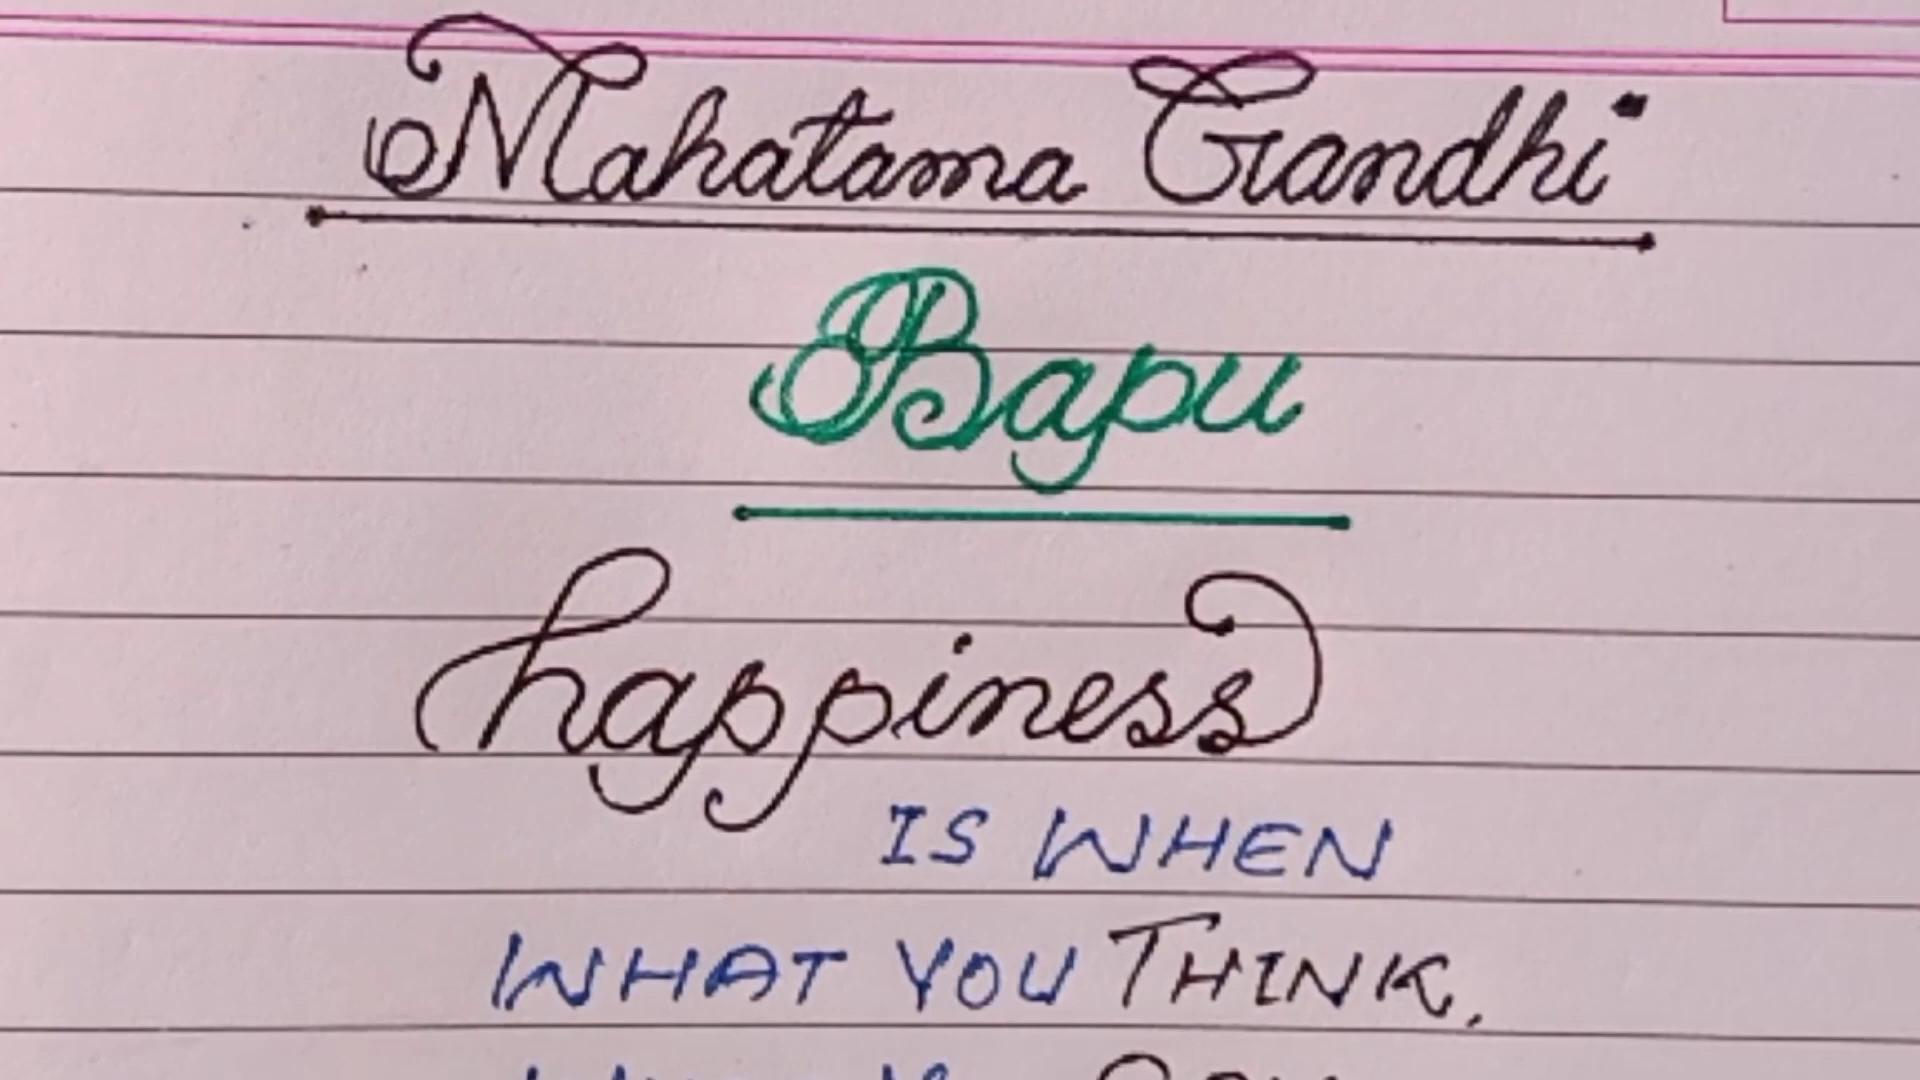 Mahatama Gandhi
Bapu
happiness
IS WHEN
WHAT YOU THINK,